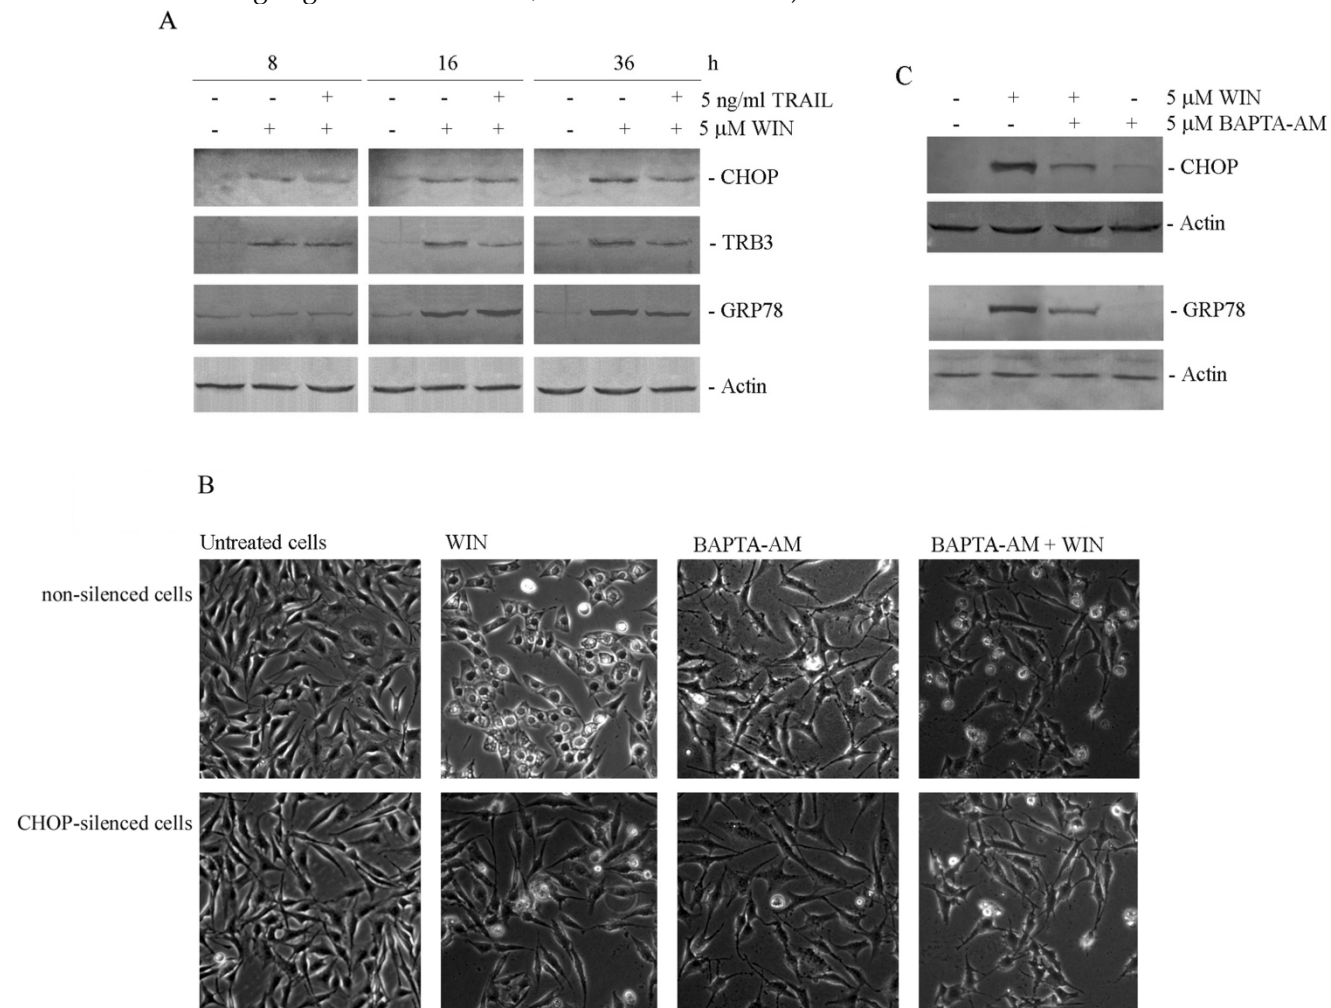 A
8 16 36 h
- - + - - + - - + 5 ng/ml TRAIL
- + + - + + - + + 5 µM WIN
- CHOP
- TRB3
- GRP78
- Actin
C
- + + - 5 µM WIN
- - + + 5 µM BAPTA-AM
- CHOP
- Actin
- GRP78
- Actin
B
Untreated cells WIN BAPTA-AM BAPTA-AM + WIN
non-silenced cells
CHOP-silenced cells